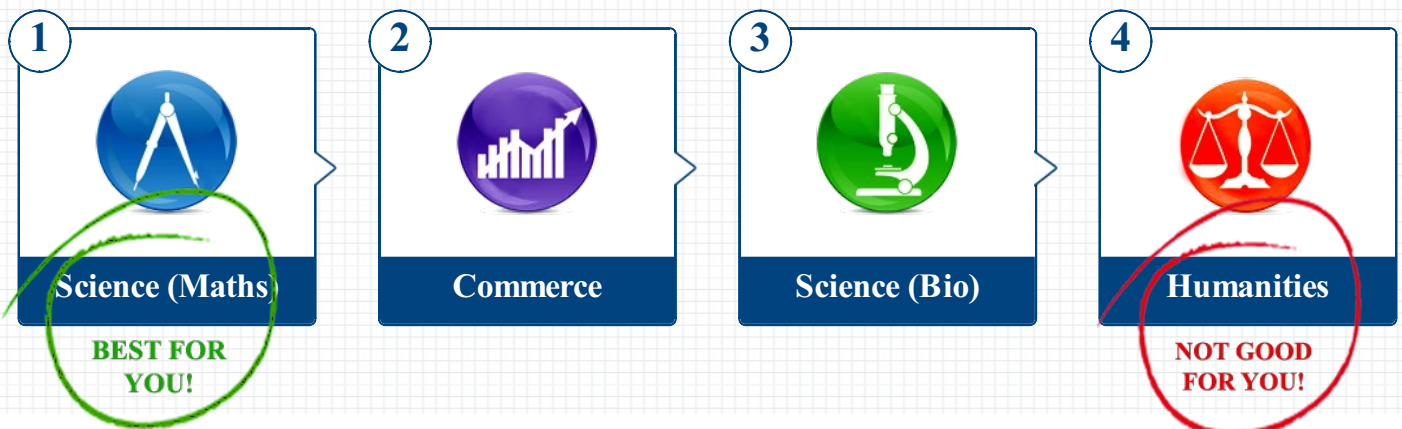 1
2
3
4
Science (Maths)
Commerce
Science (Bio)
Humanities
BEST FOR
YOU!
NOT GOOD
FOR YOU!